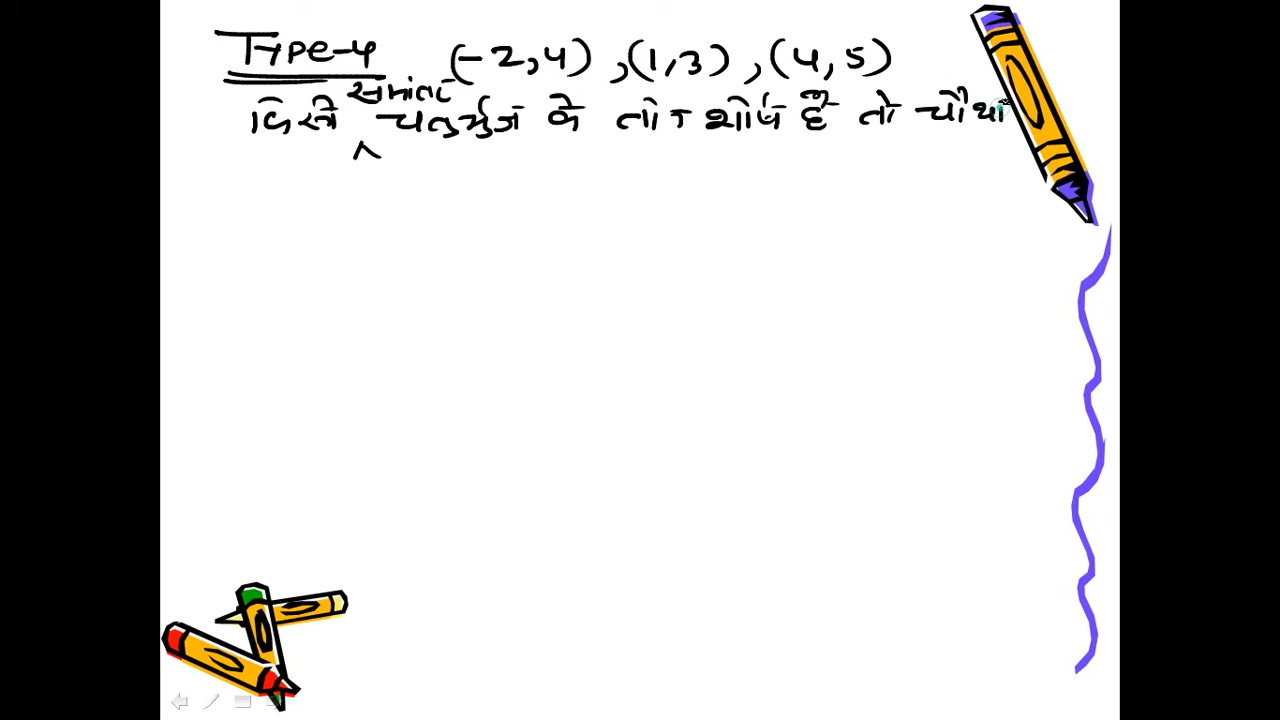 Type-4 (-2,4) ,(1,3) , (4, 5)
किसी समांतर चतुर्भुज के तीन शीर्ष हैं तो चौथा